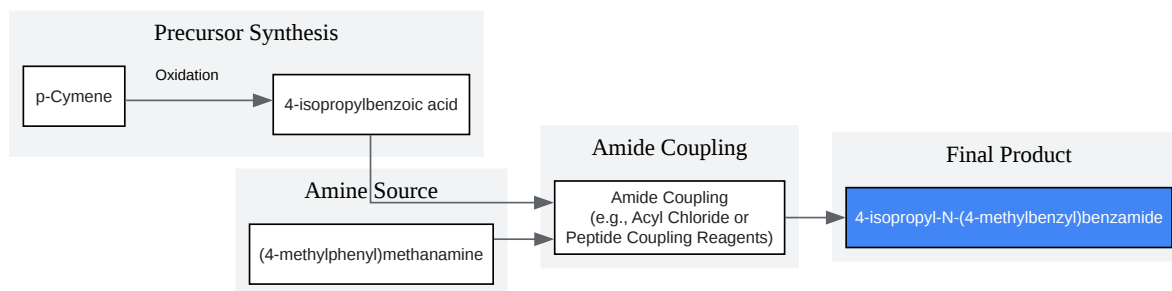 Precursor Synthesis
p-Cymene
Oxidation
4-isopropylbenzoic acid
Amine Source
(4-methylphenyl)methanamine
Amide Coupling
Amide Coupling
(e.g., Acyl Chloride or
Peptide Coupling Reagents)
Final Product
4-isopropyl-N-(4-methylbenzyl)benzamide